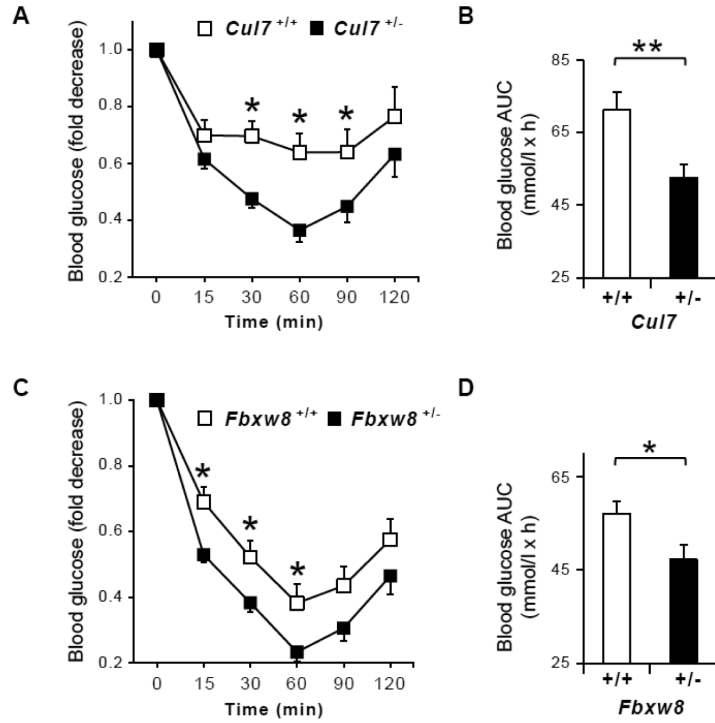 A
Cul7 +/+ Cul7 +/-
Blood glucose (fold decrease)
1.0
0.8
0.6
0.4
0.2
* * *
0 15 30 60 90 120
Time (min)
B
**
Blood glucose AUC
(mmol/l x h)
85
65
45
25
+/+ +/-
Cul7
C
Fbxw8 +/+ Fbxw8 +/-
Blood glucose (fold decrease)
1.0
0.8
0.6
0.4
0.2
* * *
0 15 30 60 90 120
Time (min)
D
*
Blood glucose AUC
(mmol/l x h)
65
45
25
+/+ +/-
Fbxw8